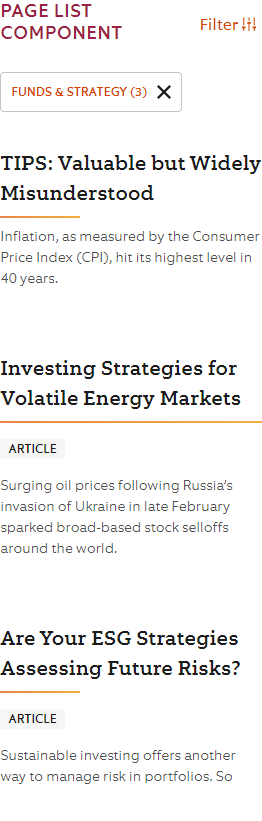 PAGE LIST
COMPONENT
Filter
FUNDS & STRATEGY (3)
TIPS: Valuable but Widely
Misunderstood
Inflation, as measured by the Consumer
Price Index (CPI), hit its highest level in
40 years.
Investing Strategies for
Volatile Energy Markets
ARTICLE
Surging oil prices following Russia’s
invasion of Ukraine in late February
sparked broad-based stock selloffs
around the world.
Are Your ESG Strategies
Assessing Future Risks?
ARTICLE
Sustainable investing offers another
way to manage risk in portfolios. So